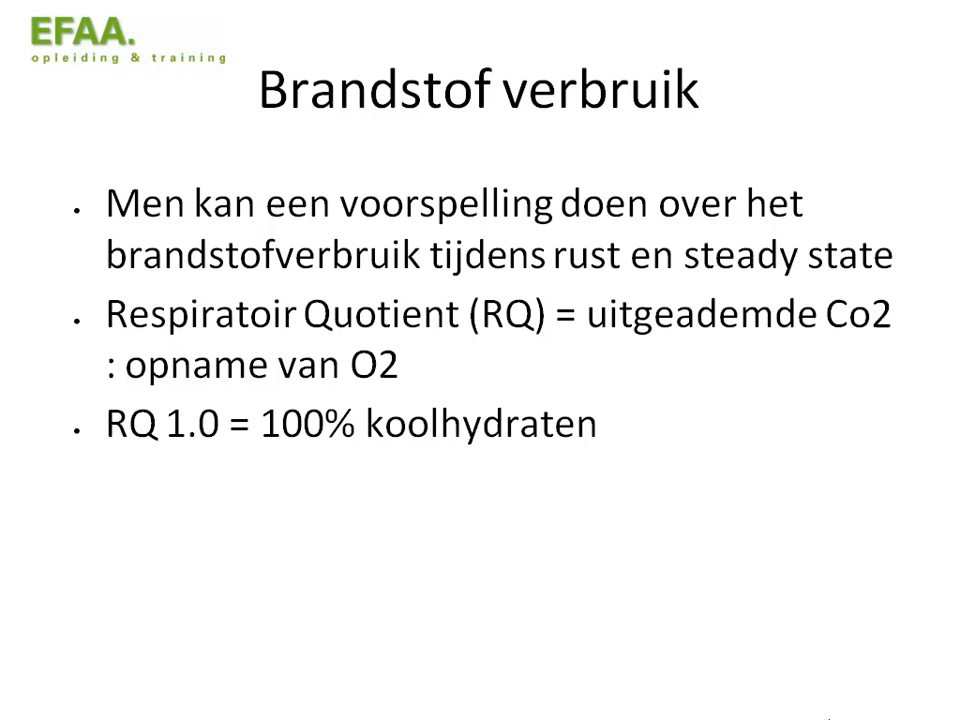 EFAA.
opleiding & training
Brandstof verbruik
• Men kan een voorspelling doen over het
brandstofverbruik tijdens rust en steady state
• Respiratoir Quotient (RQ) = uitgeademde Co2
: opname van O2
• RQ 1.0 = 100% koolhydraten